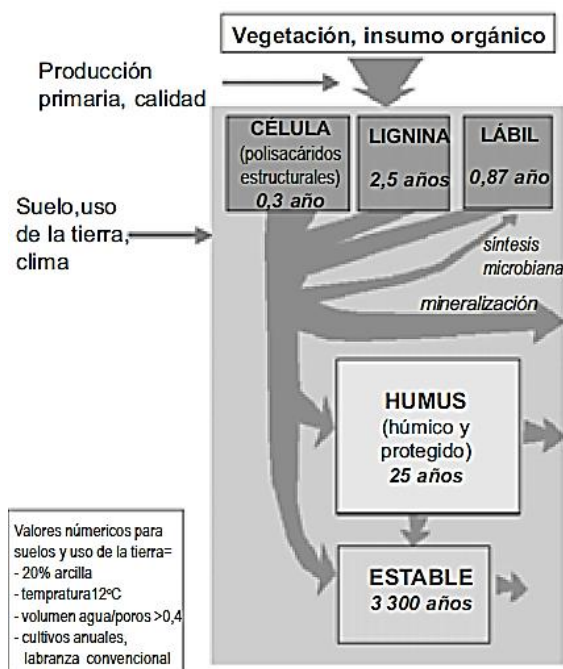 Vegetación, insumo orgánico
Producción
primaria, calidad
CÉLULA
(polisacáridos
estructurales)
0.3 año
LIGNINA
2,5 años
LÁBIL
0,87 año
Suelo,uso
de la tierra,
clima
síntesis
microbiana
mineralización
HUMUS
(húmico y
protegido)
25 años
ESTABLE
3 300 años
Valores númericos para
suelos y uso de la tierra=
- 20% arcilla
- tempratura12ºC
- volumen agua/poros >0,4
- cultivos anuales,
labranza convencional